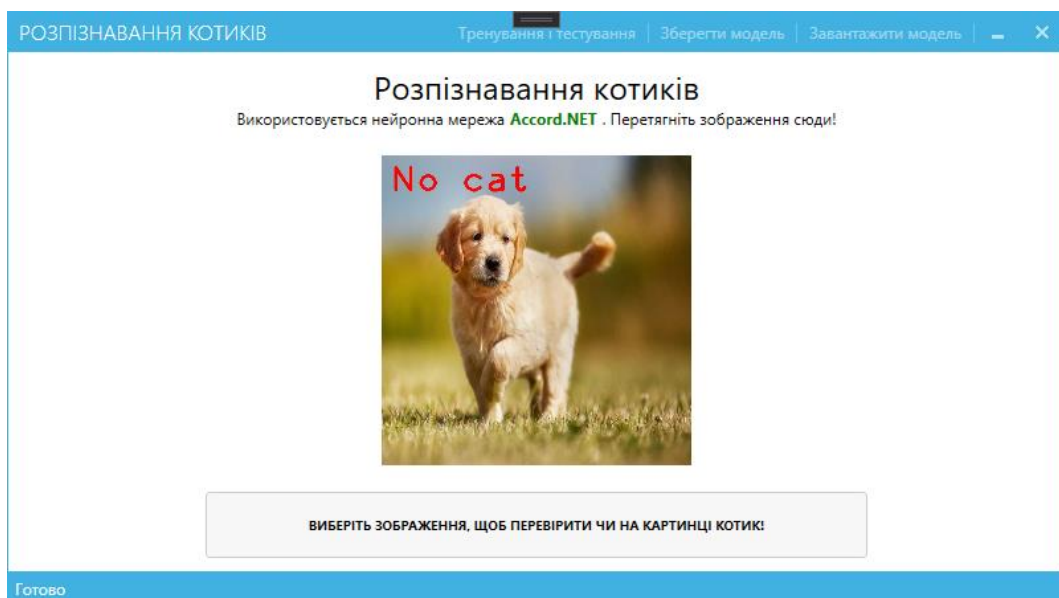 РОЗПІЗНАВАННЯ КОТИКІВ
Тренування і тестування | Зберегти модель | Завантажити модель
Розпізнавання котиків
Використовується нейронна мережа Accord.NET . Перетягніть зображення сюди!
No cat
ВИБЕРІТЬ ЗОБРАЖЕННЯ, ЩОБ ПЕРЕВІРИТИ ЧИ НА КАРТИНЦІ КОТИК!
Готово